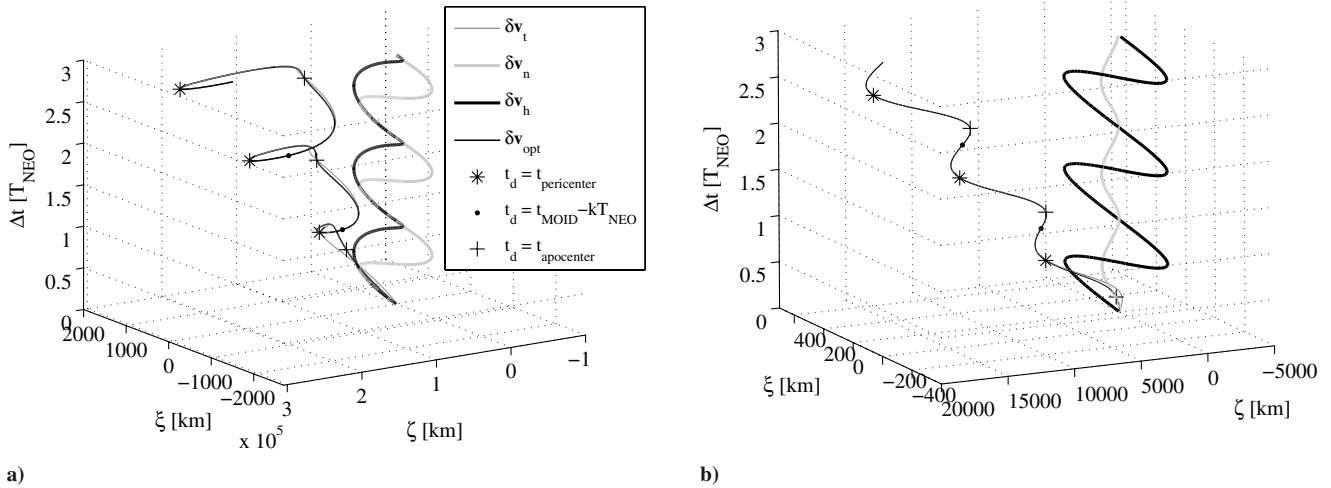 3
2.5
2
1.5
1
0.5
0
Δt [T_NEO]
2000
1000
0
−1000
−2000
ξ [km]
3
2
1
0
−1
x 10^5
ζ [km]
δv_t
δv_n
δv_h
δv_opt
t_d = t_pericenter
t_d = t_MOID−kT_NEO
t_d = t_apocenter
a)
3
2.5
2
1.5
1
0.5
0
Δt [T_NEO]
400
200
0
−200
−400
ξ [km]
20000
15000
10000
5000
0
−5000
ζ [km]
b)